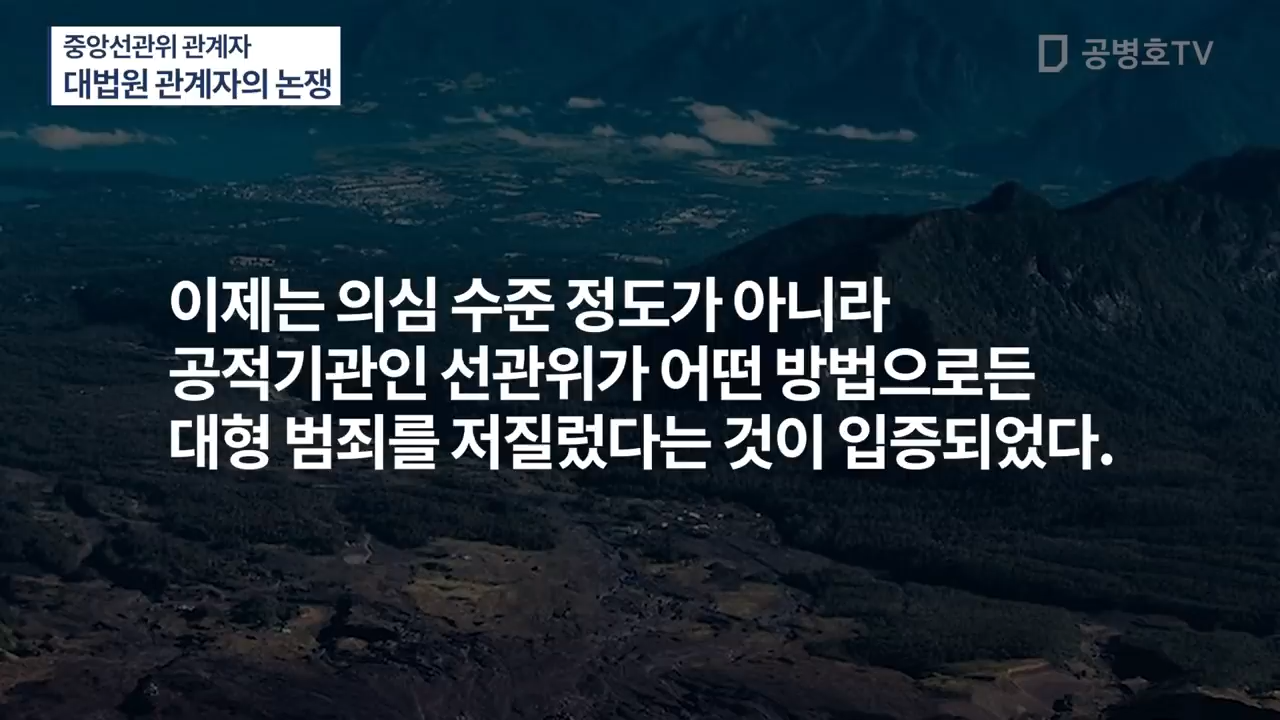 중앙선관위 관계자
대법원 관계자의 논쟁
공병호TV
이제는 의심 수준 정도가 아니라
공적기관인 선관위가 어떤 방법으로든
대형 범죄를 저질렀다는 것이 입증되었다.